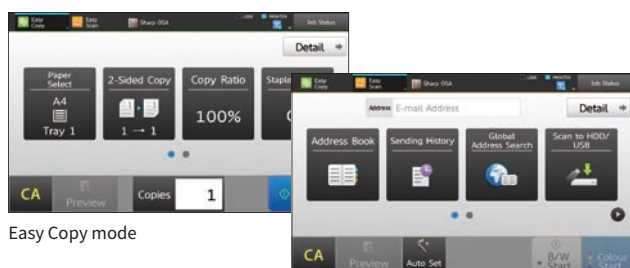 Easy
Copy
Easy
Scan
Sharp OSA
Job Status
Detail
Paper
Select
A4
Tray 1
2-Sided Copy
1 → 1
Copy Ratio
100%
Staple
CA
Preview
Copies
1
Easy Copy mode
Easy
Copy
Easy
Scan
Sharp OSA
Job Status
Address
E-mail Address
Detail
Address Book
Sending History
Global
Address Search
Scan to HDD/
USB
CA
Preview
Auto Set
B/W
Start
Colour
Start